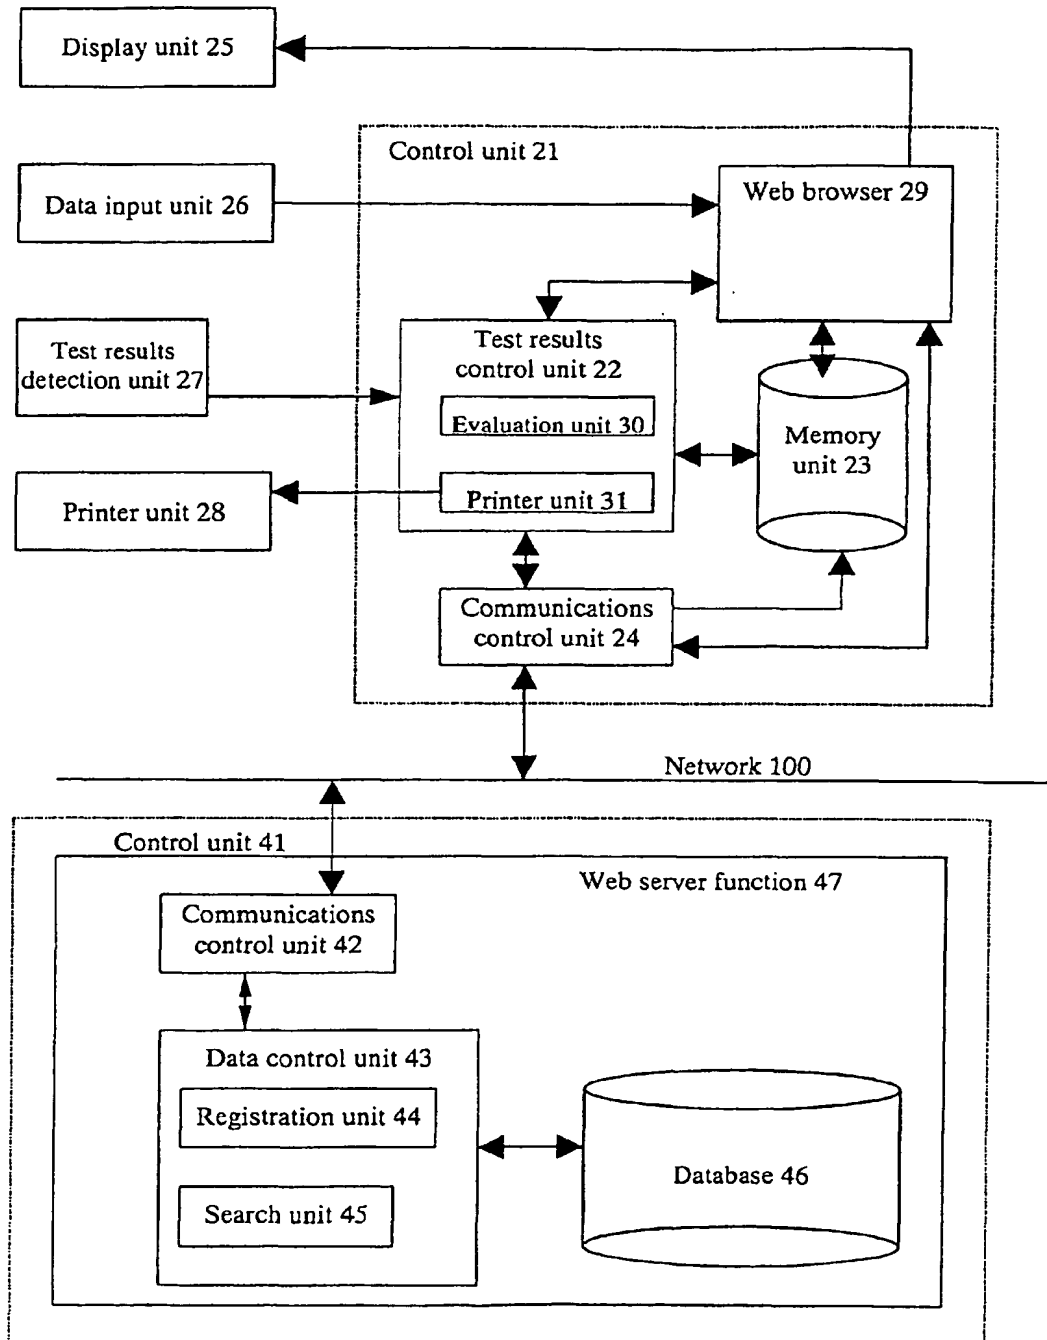 Display unit 25
Control unit 21
Data input unit 26
Web browser 29
Test results
detection unit 27
Test results
control unit 22
Evaluation unit 30
Memory
unit 23
Printer unit 28
Printer unit 31
Communications
control unit 24
Network 100
Control unit 41
Web server function 47
Communications
control unit 42
Data control unit 43
Registration unit 44
Database 46
Search unit 45